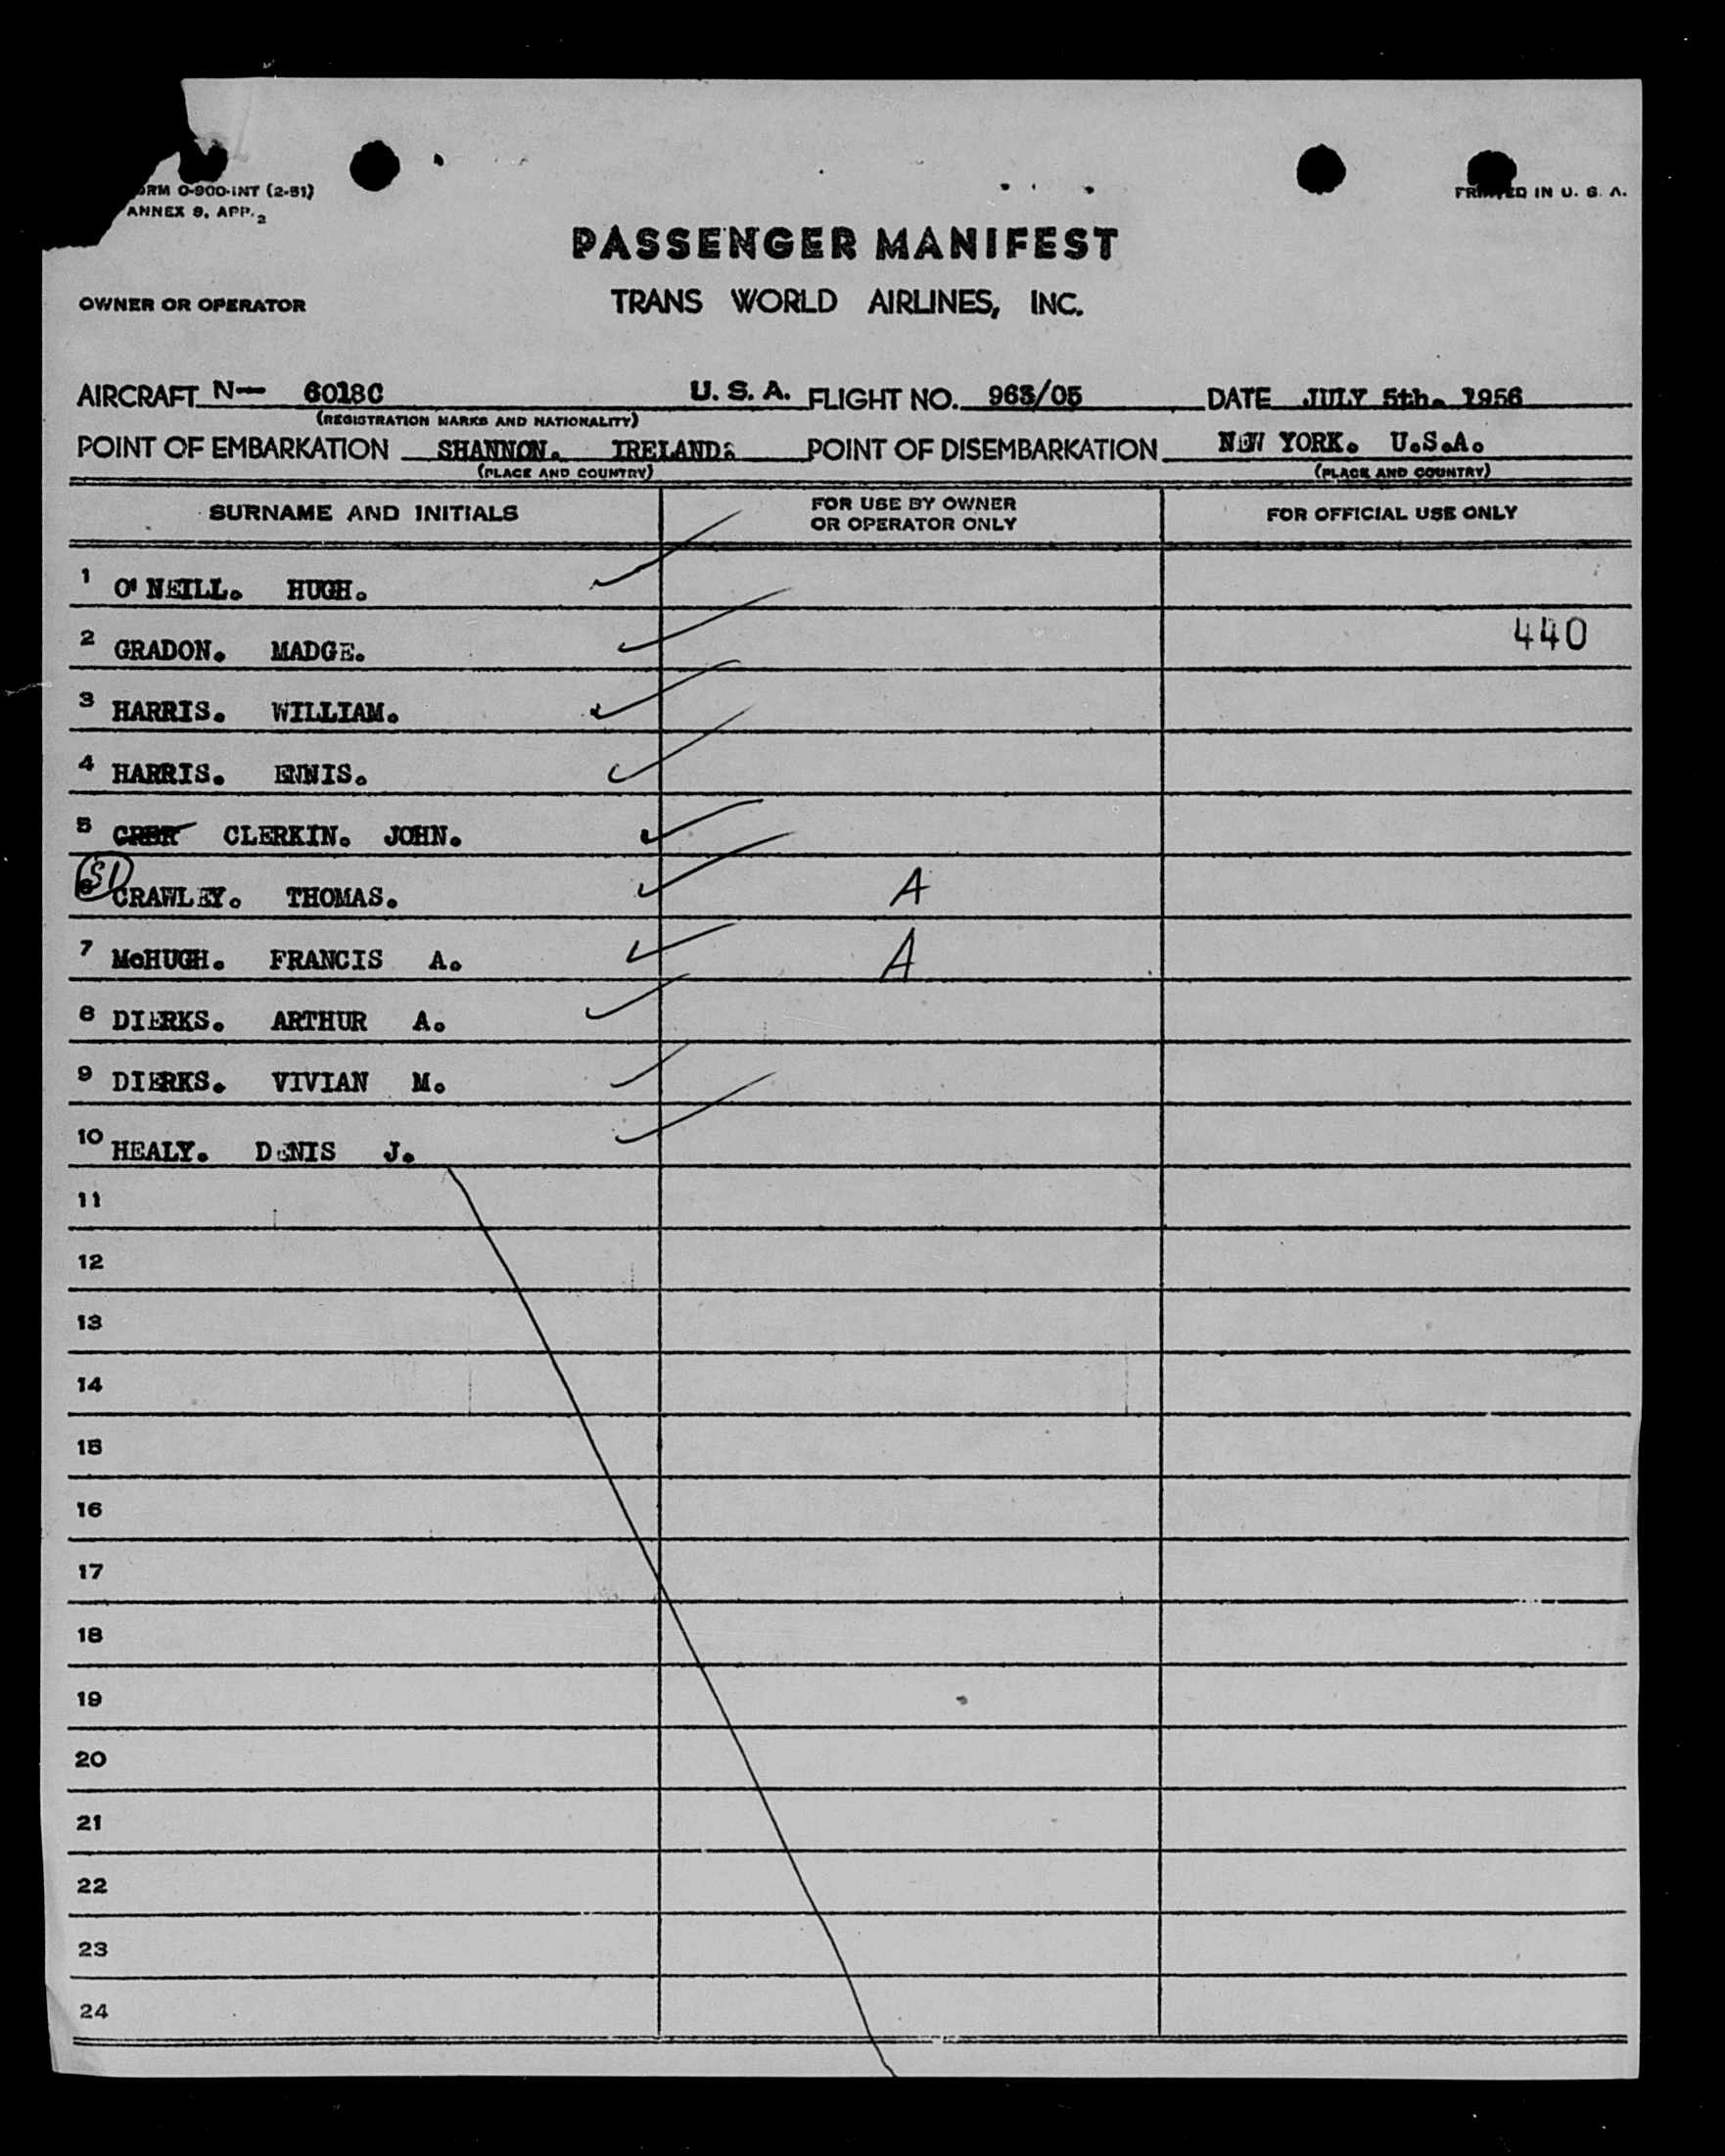 ORM O-900-INT (2-51)
ANNEX 9, APP. 2
PRINTED IN U. S. A.
PASSENGER MANIFEST
OWNER OR OPERATOR
TRANS WORLD AIRLINES, INC.
AIRCRAFT N— 6018C U. S. A. FLIGHT NO. 963/05 DATE JULY 5th. 1956
(REGISTRATION MARKS AND NATIONALITY)
POINT OF EMBARKATION SHANNON. IRELAND. POINT OF DISEMBARKATION NEW YORK. U.S.A.
(PLACE AND COUNTRY) (PLACE AND COUNTRY)
SURNAME AND INITIALS FOR USE BY OWNER OR OPERATOR ONLY FOR OFFICIAL USE ONLY
1 O'NEILL. HUGH.
2 GRADON. MADGE. 440
3 HARRIS. WILLIAM.
4 HARRIS. ENNIS.
5 CLERKIN. JOHN.
6 CRAWLEY. THOMAS. A
7 McHUGH. FRANCIS A. A
8 DIERKS. ARTHUR A.
9 DIERKS. VIVIAN M.
10 HEALY. DENIS J.
11
12
13
14
15
16
17
18
19
20
21
22
23
24